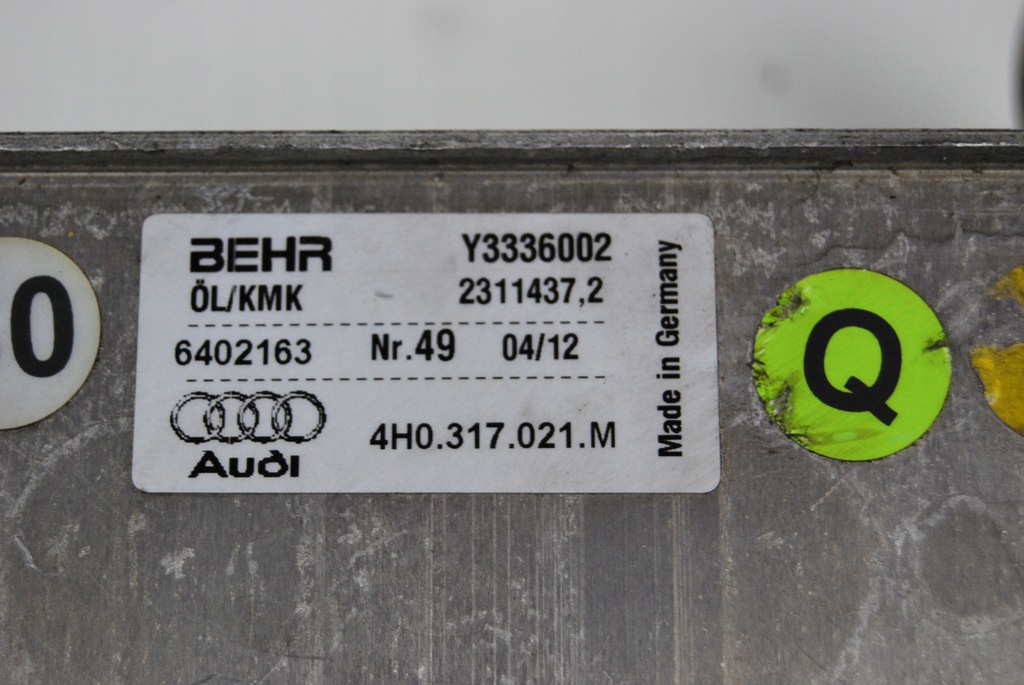 BEHR Y3336002
ÖL/KMK 2311437,2
6402163 Nr.49 04/12
Audi 4H0.317.021.M
Made in Germany
Q
0